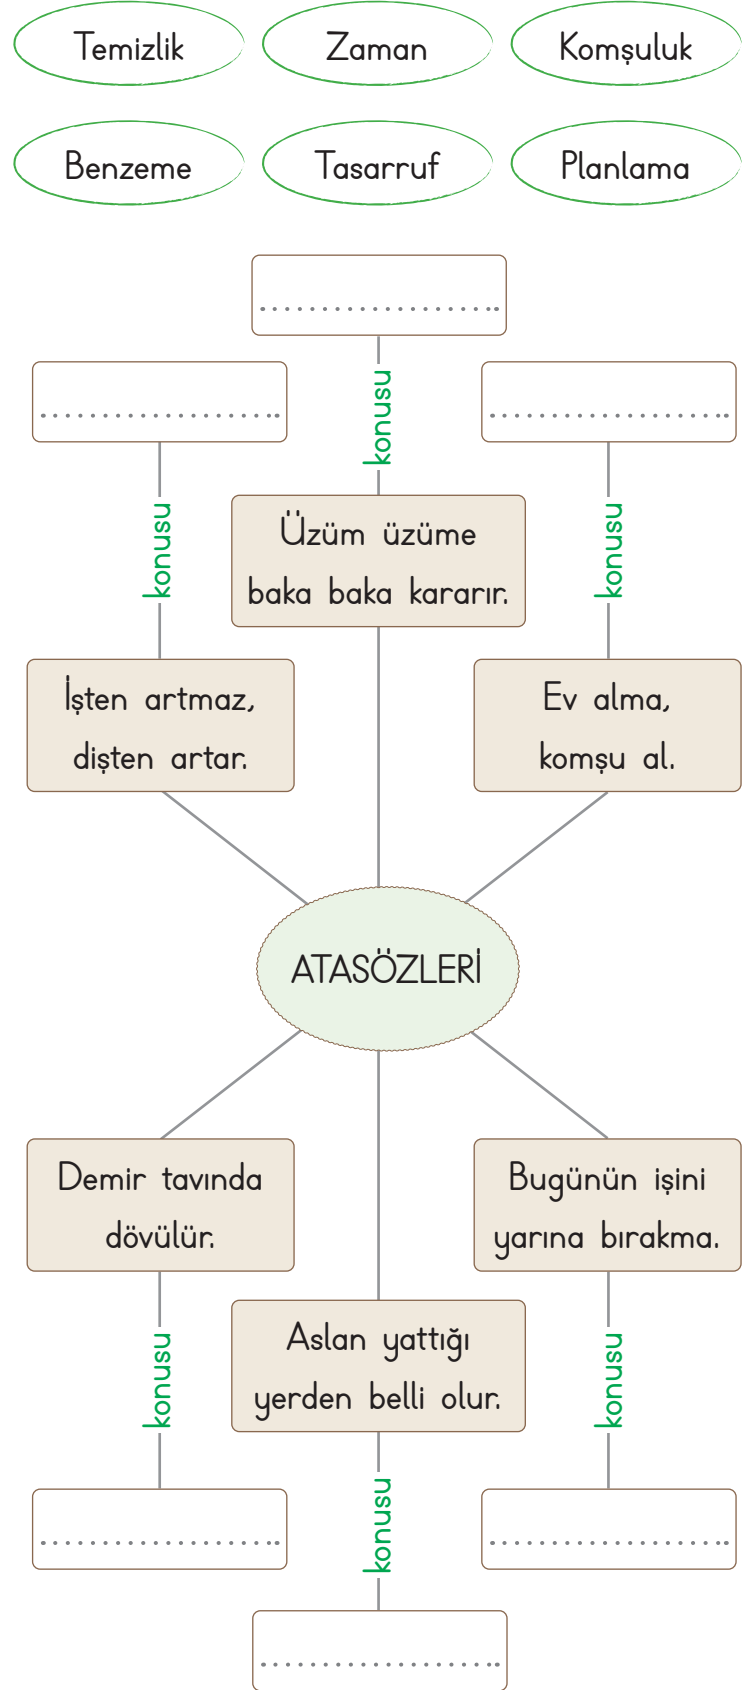 Temizlik
Zaman
Komşuluk
Benzeme
Tasarruf
Planlama
konusu
konusu
konusu
Üzüm üzüme
baka baka kararır.
İşten artmaz,
dişten artar.
Ev alma,
komşu al.
ATASÖZLERİ
Demir tavında
dövülür.
Bugünün işini
yarına bırakma.
Aslan yattığı
yerden belli olur.
konusu
konusu
konusu